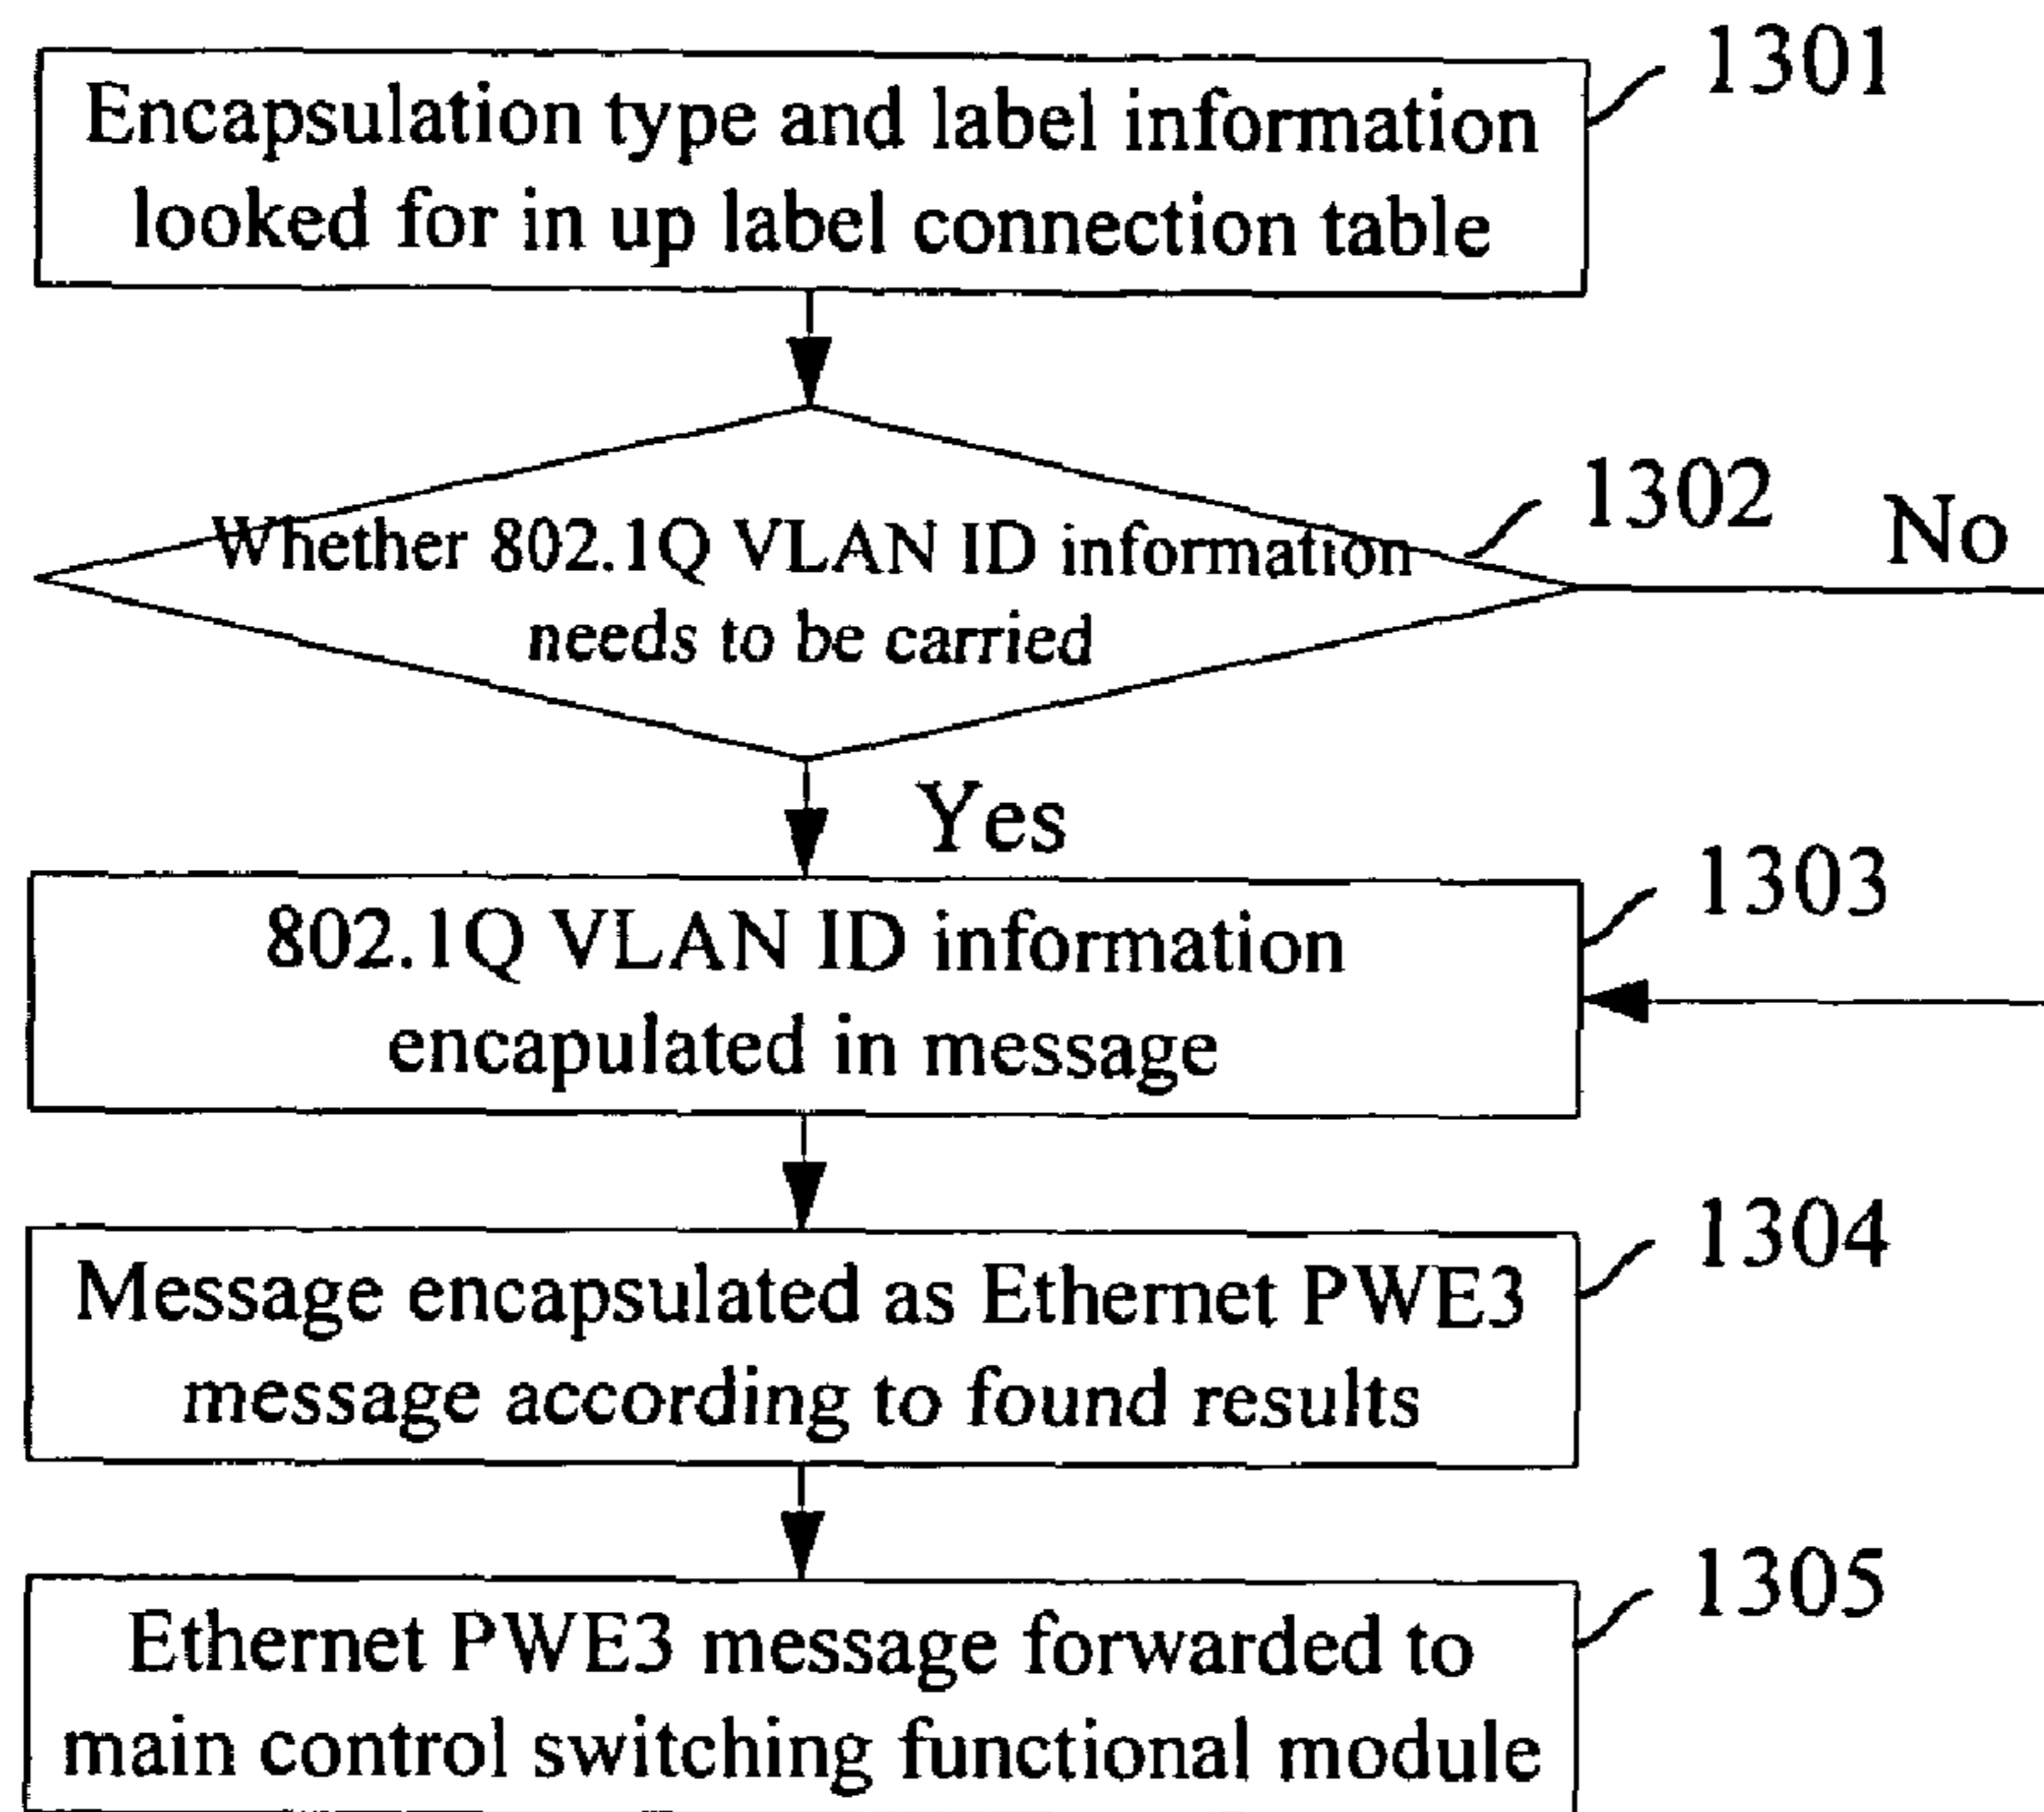 1301
Encapsulation type and label information
looked for in up label connection table
1302
No
Whether 802.1Q VLAN ID information
needs to be carried
Yes
1303
802.1Q VLAN ID information
encapulated in message
1304
Message encapsulated as Ethernet PWE3
message according to found results
1305
Ethernet PWE3 message forwarded to
main control switching functional module